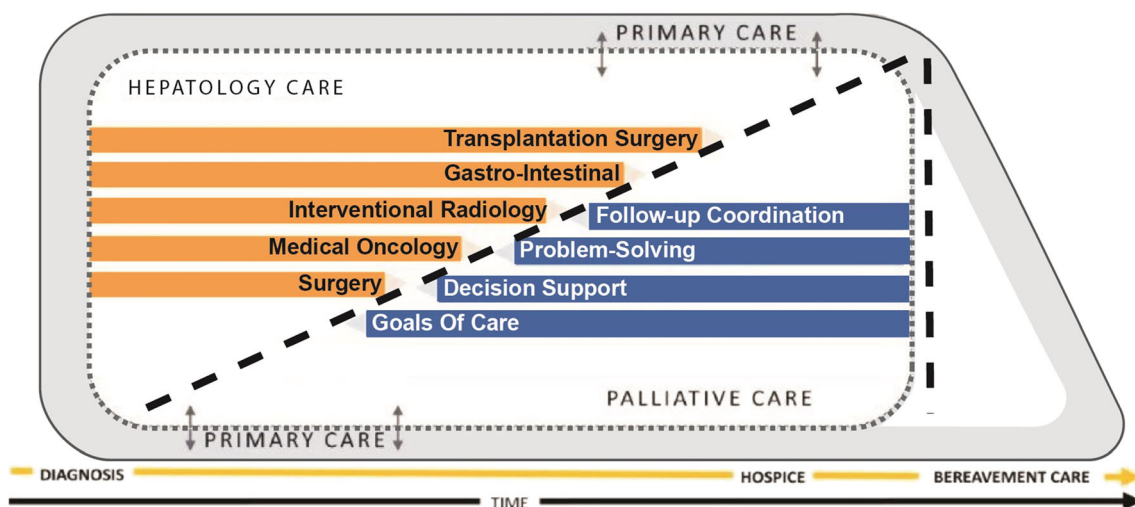 PRIMARY CARE
HEPATOLOGY CARE
Transplantation Surgery
Gastro-Intestinal
Interventional Radiology
Follow-up Coordination
Medical Oncology
Problem-Solving
Surgery
Decision Support
Goals Of Care
PALLIATIVE CARE
PRIMARY CARE
DIAGNOSIS
HOSPICE
BEREAVEMENT CARE
TIME